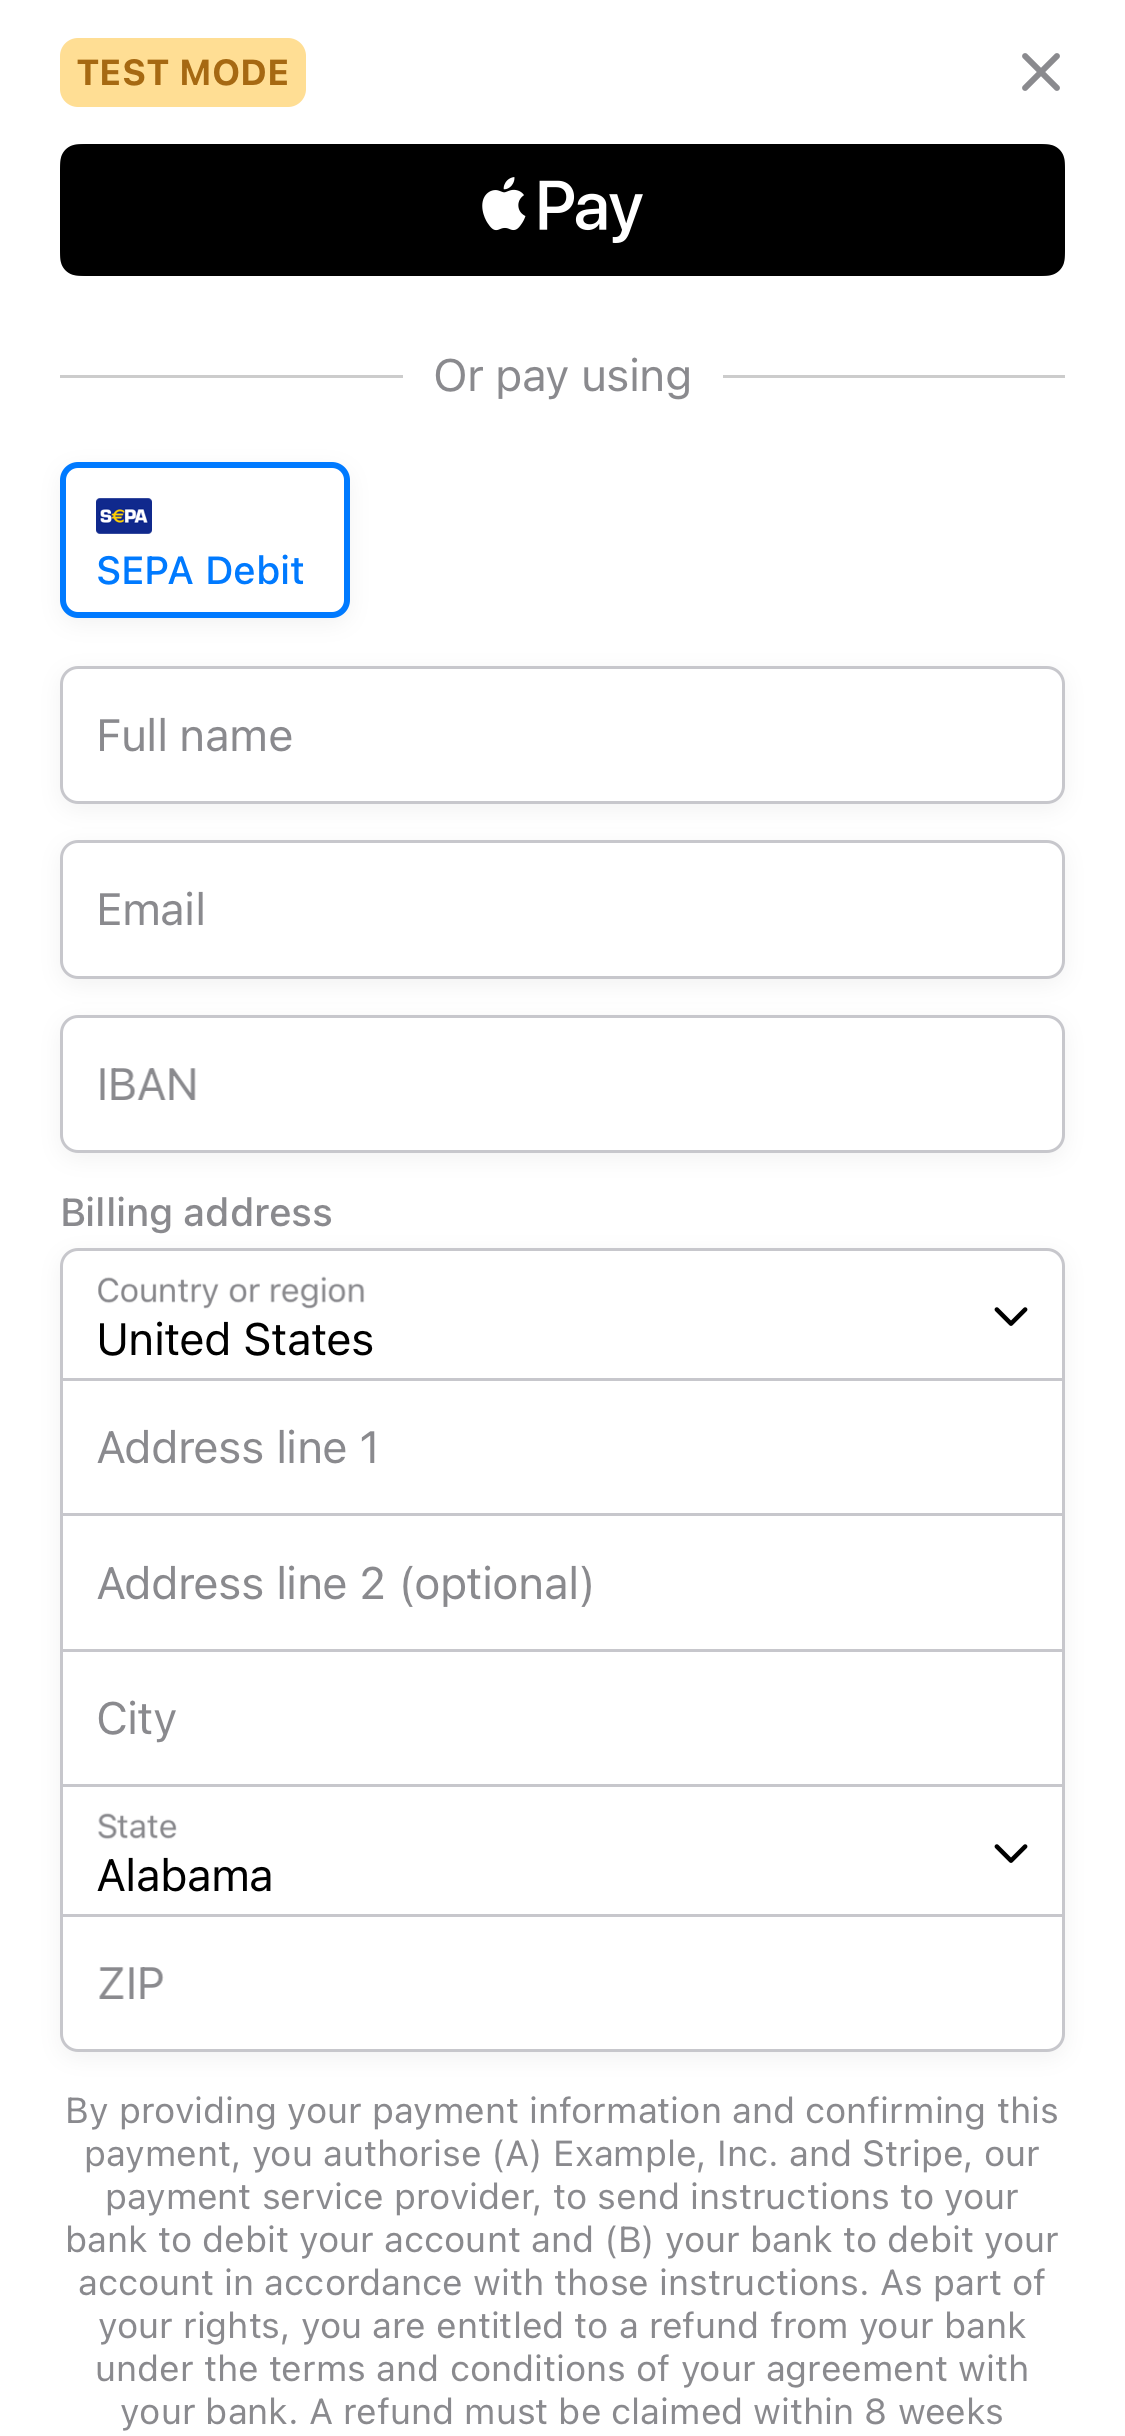 TEST MODE
Pay
Or pay using
S€PA
SEPA Debit
Full name
Email
IBAN
Billing address
Country or region
United States
Address line 1
Address line 2 (optional)
City
State
Alabama
ZIP
By providing your payment information and confirming this
payment, you authorise (A) Example, Inc. and Stripe, our
payment service provider, to send instructions to your
bank to debit your account and (B) your bank to debit your
account in accordance with those instructions. As part of
your rights, you are entitled to a refund from your bank
under the terms and conditions of your agreement with
your bank. A refund must be claimed within 8 weeks